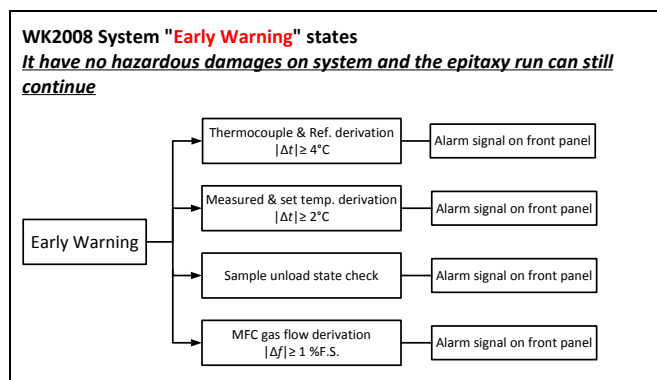 WK2008 System "Early Warning" states
It have no hazardous damages on system and the epitaxy run can still
continue
Early Warning
Thermocouple & Ref. derivation
|Δt|≥ 4°C
Alarm signal on front panel
Measured & set temp. derivation
|Δt|≥ 2°C
Alarm signal on front panel
Sample unload state check
Alarm signal on front panel
MFC gas flow derivation
|Δf|≥ 1 %F.S.
Alarm signal on front panel